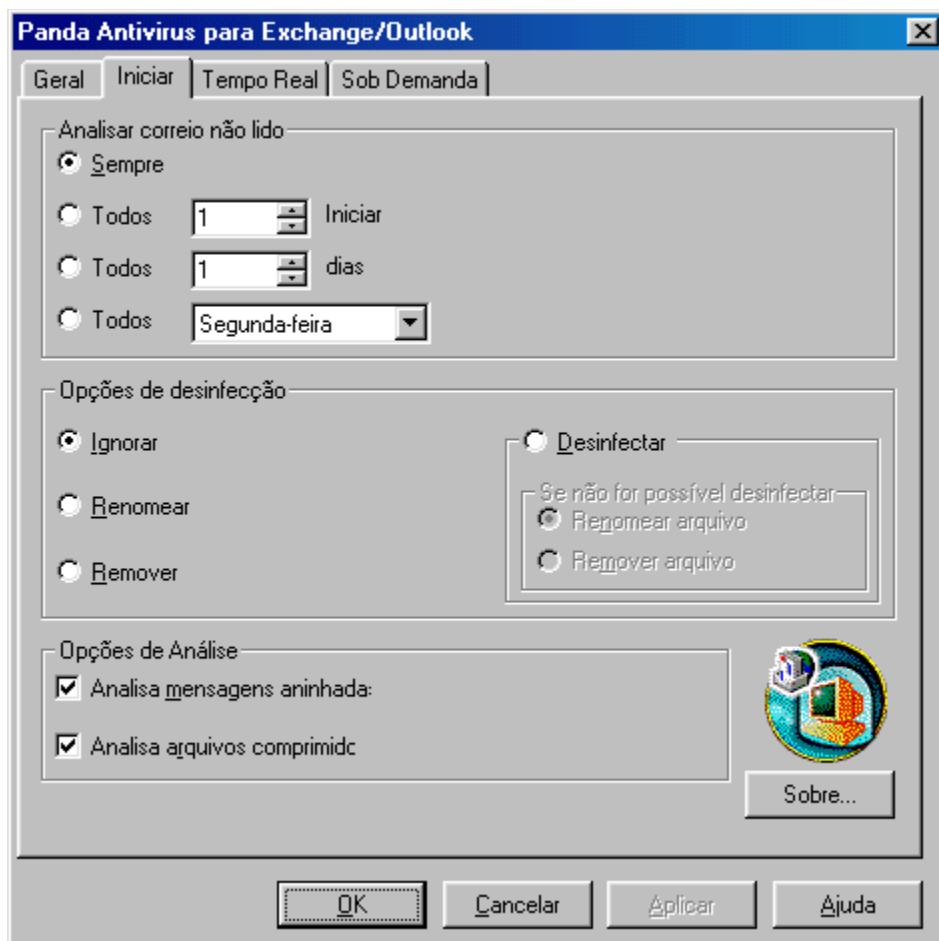 Panda Antivirus para Exchange/Outlook
Geral Iniciar Tempo Real Sob Demanda
Analisar correio não lido
Sempre
Todos 1 Iniciar
Todos 1 dias
Todos Segunda-feira
Opções de desinfecção
Ignorar
Renomear
Remover
Desinfectar
Se não for possível desinfectar
Renomear arquivo
Remover arquivo
Opções de Análise
Analisa mensagens aninhada:
Analisa arquivos comprimidc
Sobre...
OK Cancelar Aplicar Ajuda